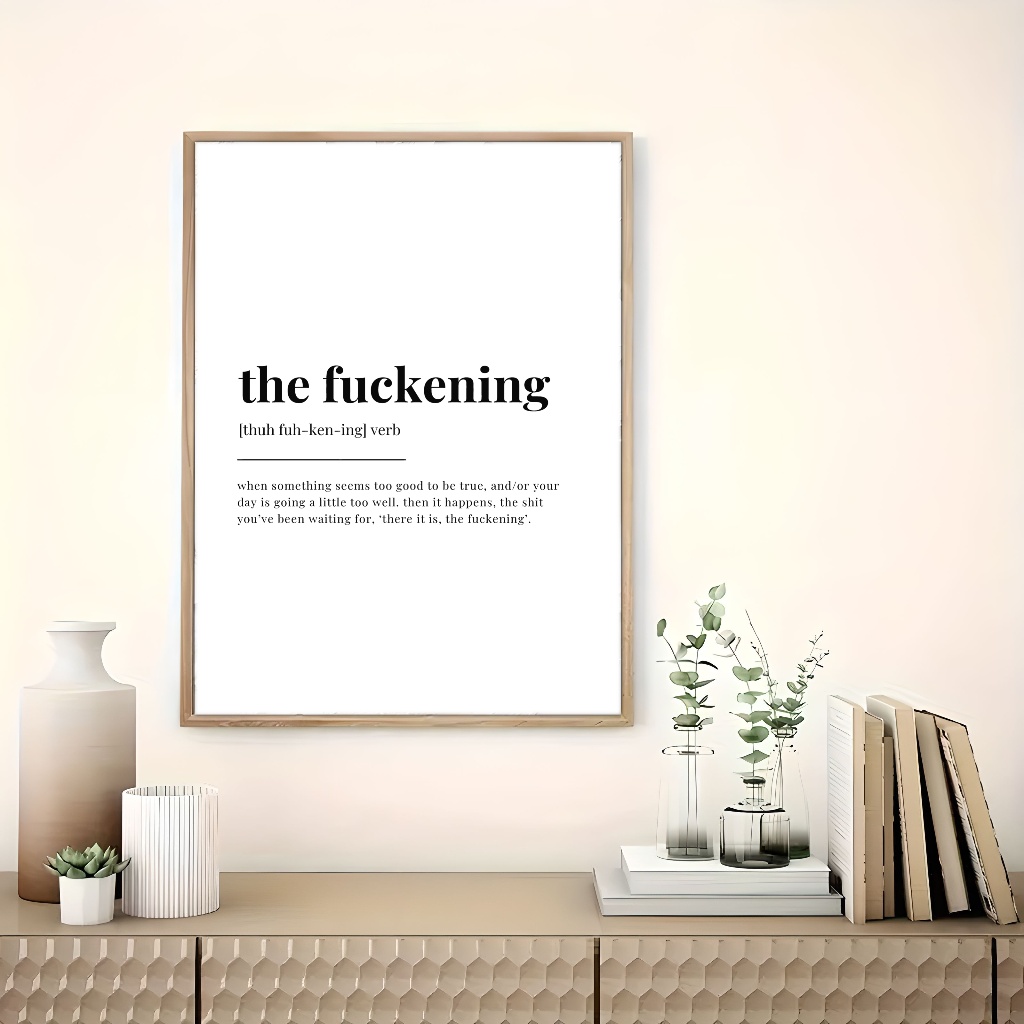 the fuckening
[thuh fuh-ken-ing] verb
when something seems too good to be true, and/or your
day is going a little too well. then it happens, the shit
you've been waiting for, 'there it is, the fuckening'.